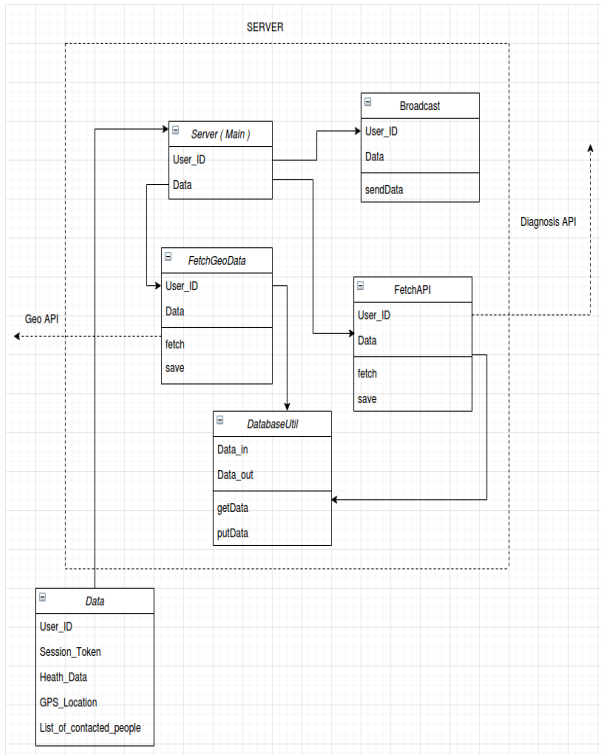 SERVER
Broadcast
User_ID
Data
sendData
Server ( Main )
User_ID
Data
Diagnosis API
FetchGeoData
User_ID
Data
fetch
save
Geo API
FetchAPI
User_ID
Data
fetch
save
DatabaseUtil
Data_in
Data_out
getData
putData
Data
User_ID
Session_Token
Heath_Data
GPS_Location
List_of_contacted_people